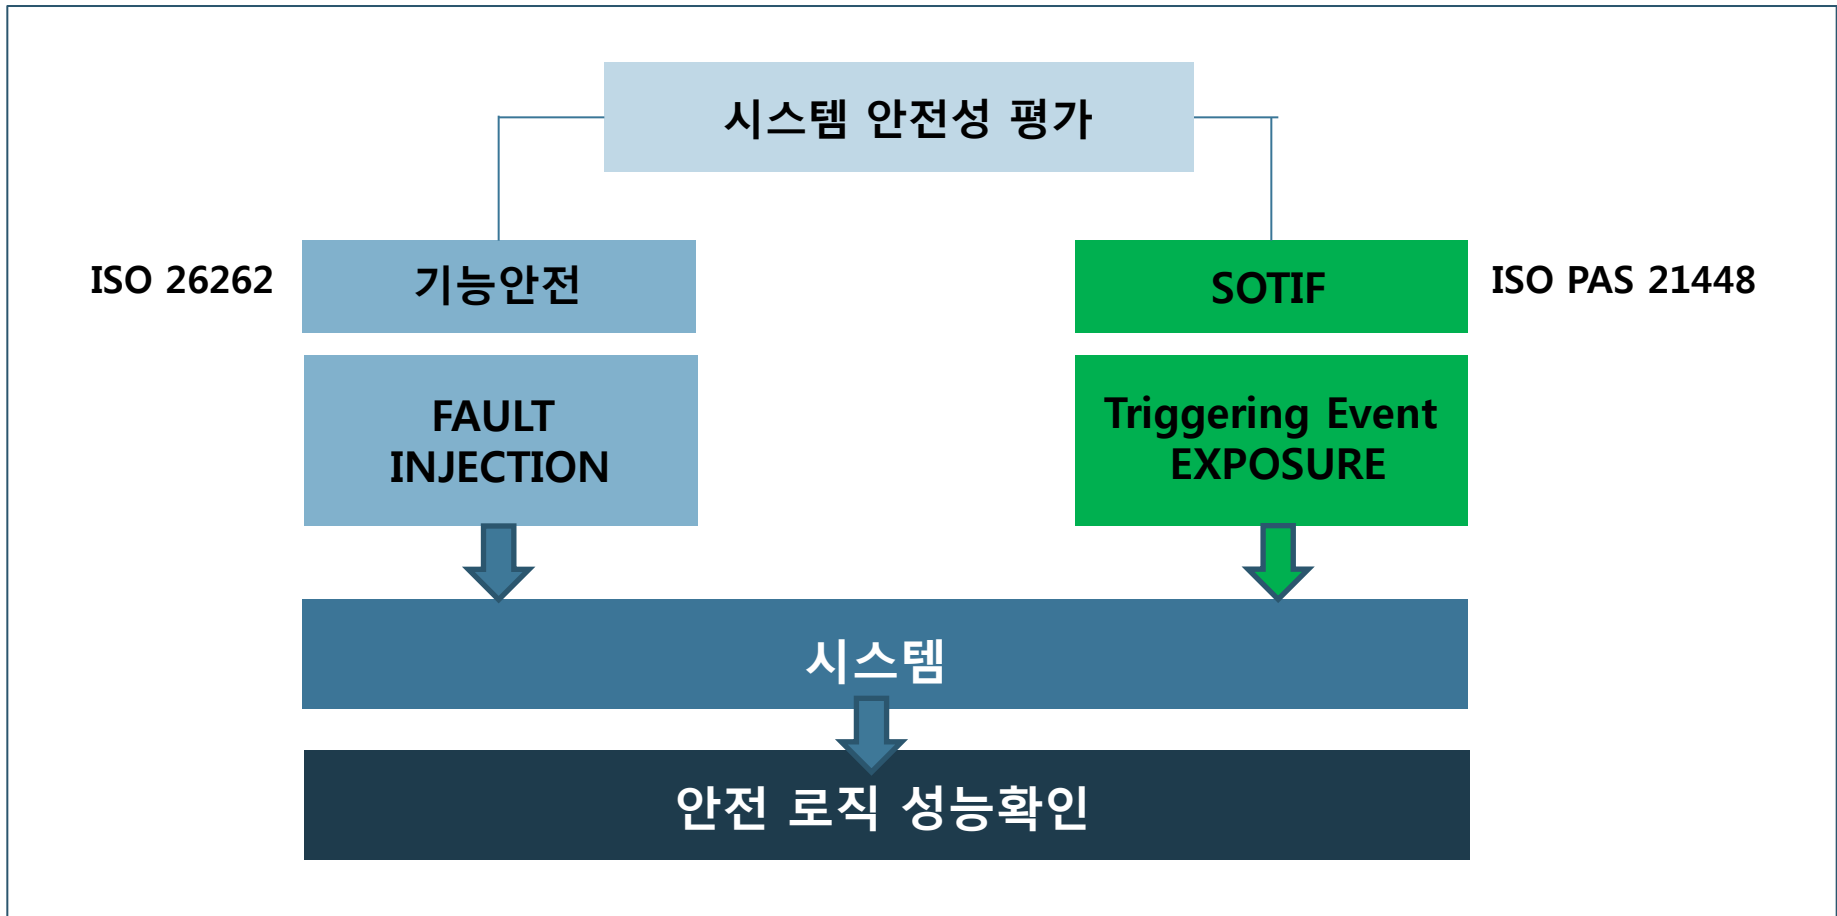 시스템 안전성 평가
ISO 26262
기능안전
SOTIF
ISO PAS 21448
FAULT
INJECTION
Triggering Event
EXPOSURE
시스템
안전 로직 성능확인